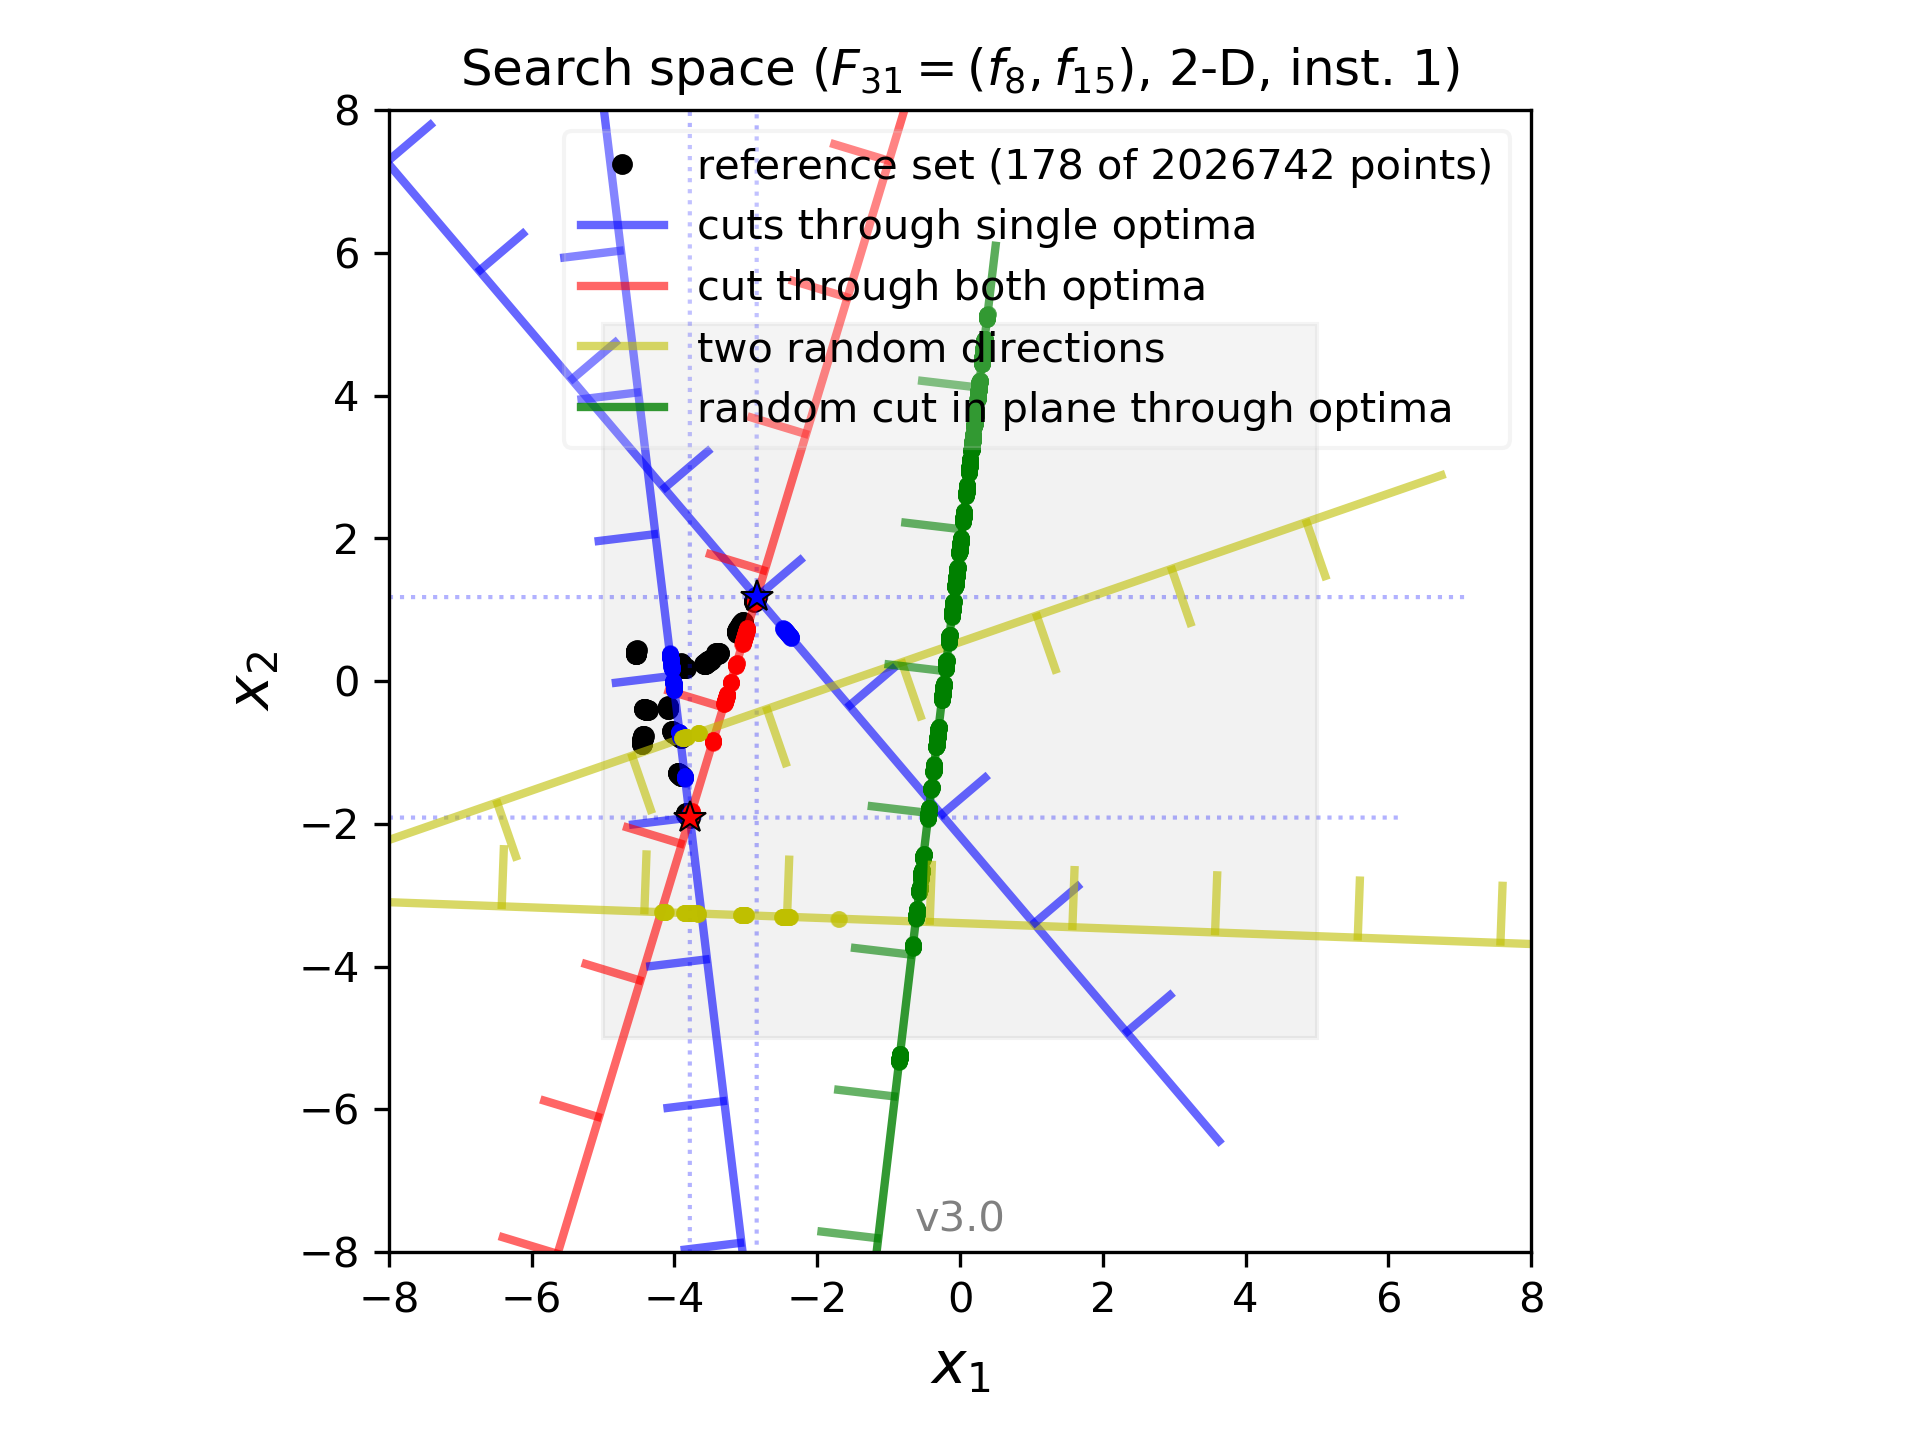 Search space (F₃₁ = (f₈, f₁₅), 2-D, inst. 1)
reference set (178 of 2026742 points)
cuts through single optima
cut through both optima
two random directions
random cut in plane through optima
8
6
4
2
0
−2
−4
−6
−8
x₂
v3.0
−8 −6 −4 −2 0 2 4 6 8
x₁